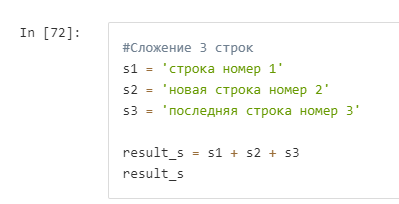 In [72]:
#Сложение 3 строк
s1 = 'строка номер 1'
s2 = 'новая строка номер 2'
s3 = 'последняя строка номер 3'
result_s = s1 + s2 + s3
result_s